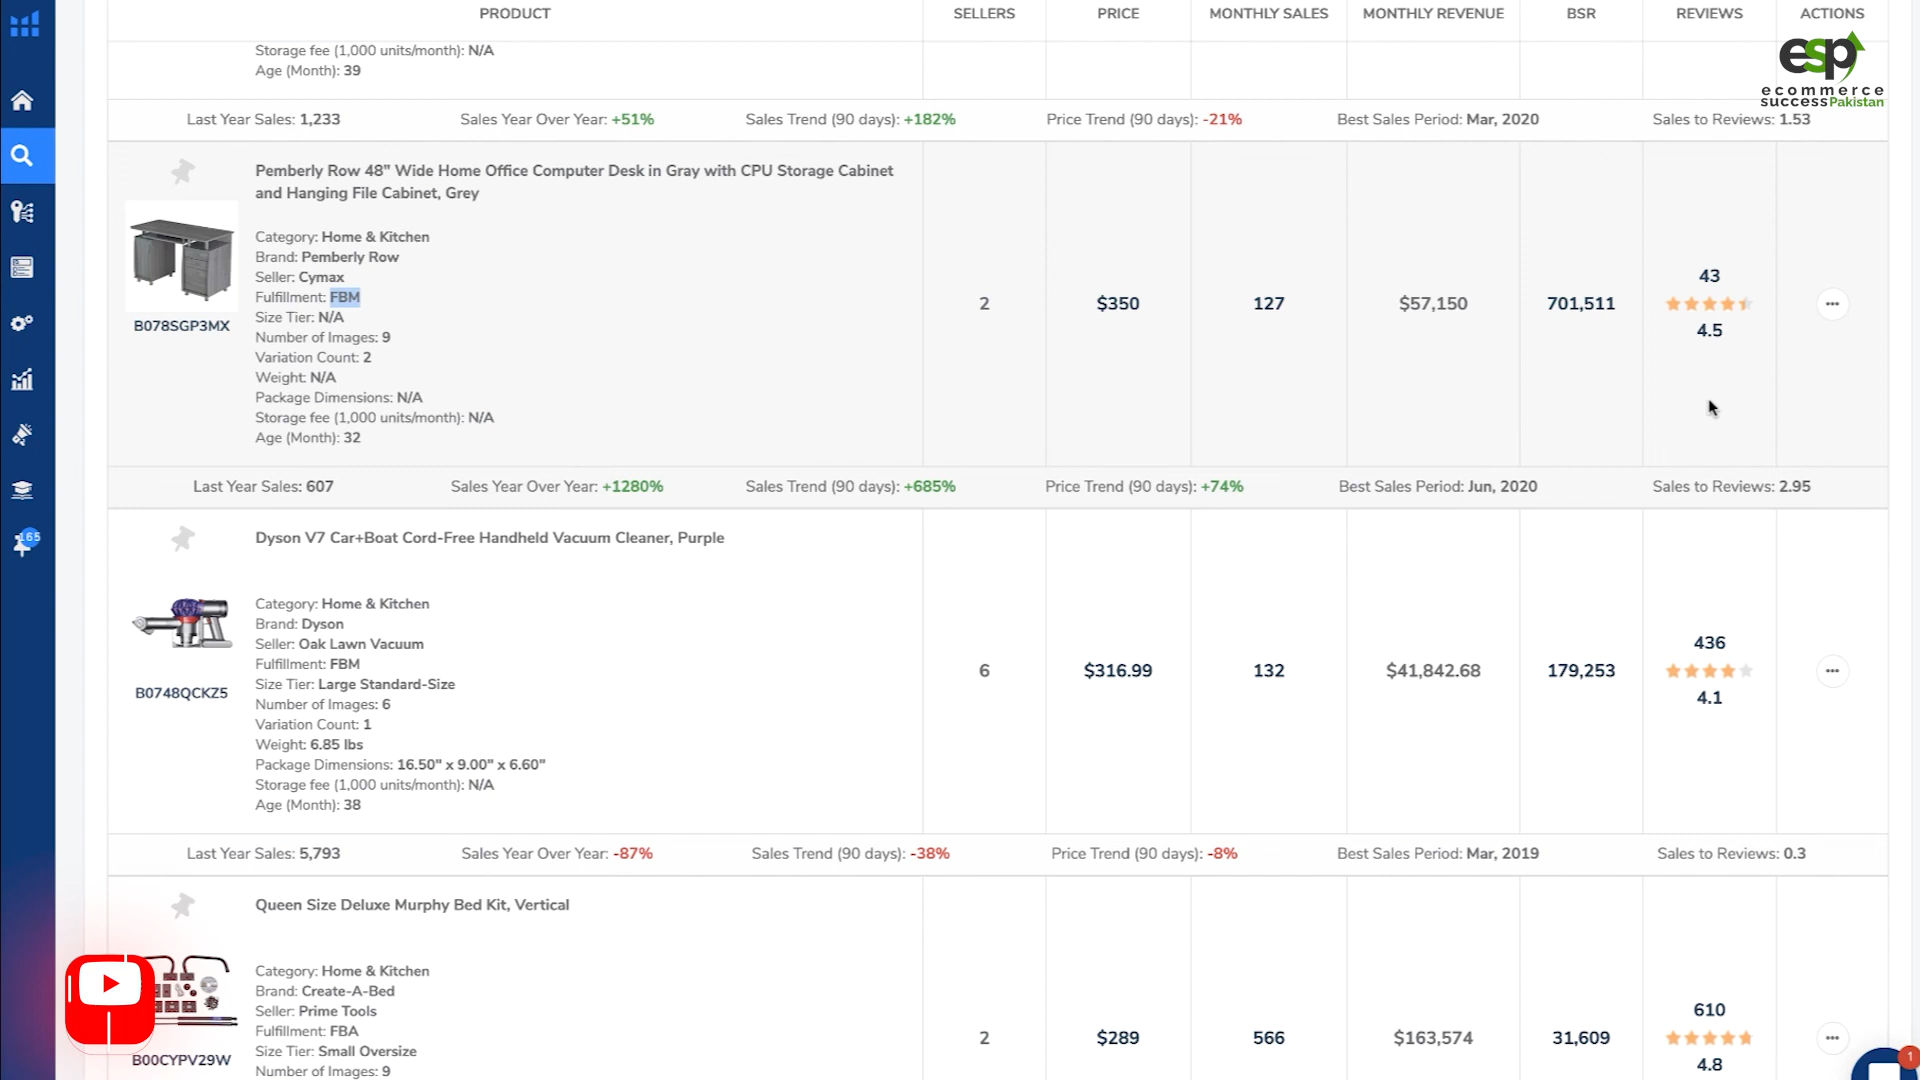 PRODUCT SELLERS PRICE MONTHLY SALES MONTHLY REVENUE BSR REVIEWS ACTIONS
Storage fee (1,000 units/month): N/A
Age (Month): 39
esp
ecommerce
success Pakistan
Last Year Sales: 1,233 Sales Year Over Year: +51% Sales Trend (90 days): +182% Price Trend (90 days): -21% Best Sales Period: Mar, 2020 Sales to Reviews: 1.53
Pemberly Row 48" Wide Home Office Computer Desk in Gray with CPU Storage Cabinet
and Hanging File Cabinet, Grey
Category: Home & Kitchen
Brand: Pemberly Row
Seller: Cymax
Fulfillment: FBM
Size Tier: N/A
Number of Images: 9
Variation Count: 2
Weight: N/A
Package Dimensions: N/A
Storage fee (1,000 units/month): N/A
Age (Month): 32
B078SGP3MX
2 $350 127 $57,150 701,511
43
4.5
Last Year Sales: 607 Sales Year Over Year: +1280% Sales Trend (90 days): +685% Price Trend (90 days): +74% Best Sales Period: Jun, 2020 Sales to Reviews: 2.95
165
Dyson V7 Car+Boat Cord-Free Handheld Vacuum Cleaner, Purple
Category: Home & Kitchen
Brand: Dyson
Seller: Oak Lawn Vacuum
Fulfillment: FBM
Size Tier: Large Standard-Size
Number of Images: 6
Variation Count: 1
Weight: 6.85 lbs
Package Dimensions: 16.50" x 9.00" x 6.60"
Storage fee (1,000 units/month): N/A
Age (Month): 38
B0748QCKZ5
6 $316.99 132 $41,842.68 179,253
436
4.1
Last Year Sales: 5,793 Sales Year Over Year: -87% Sales Trend (90 days): -38% Price Trend (90 days): -8% Best Sales Period: Mar, 2019 Sales to Reviews: 0.3
Queen Size Deluxe Murphy Bed Kit, Vertical
Category: Home & Kitchen
Brand: Create-A-Bed
Seller: Prime Tools
Fulfillment: FBA
Size Tier: Small Oversize
Number of Images: 9
B00CYPV29W
2 $289 566 $163,574 31,609
610
4.8
1